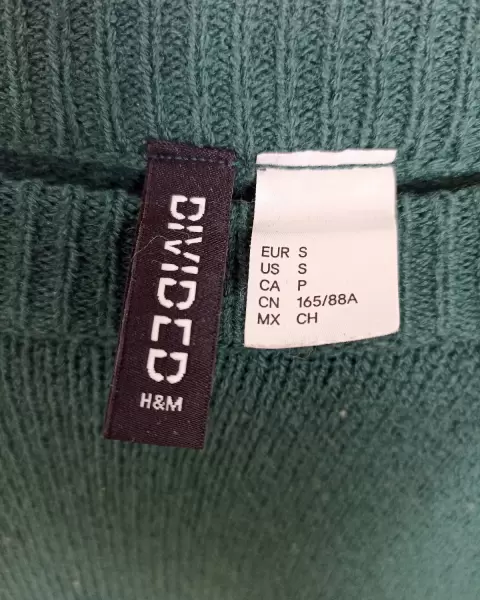 DIVIDED
H&M
EUR S
US S
CA P
CN 165/88A
MX CH